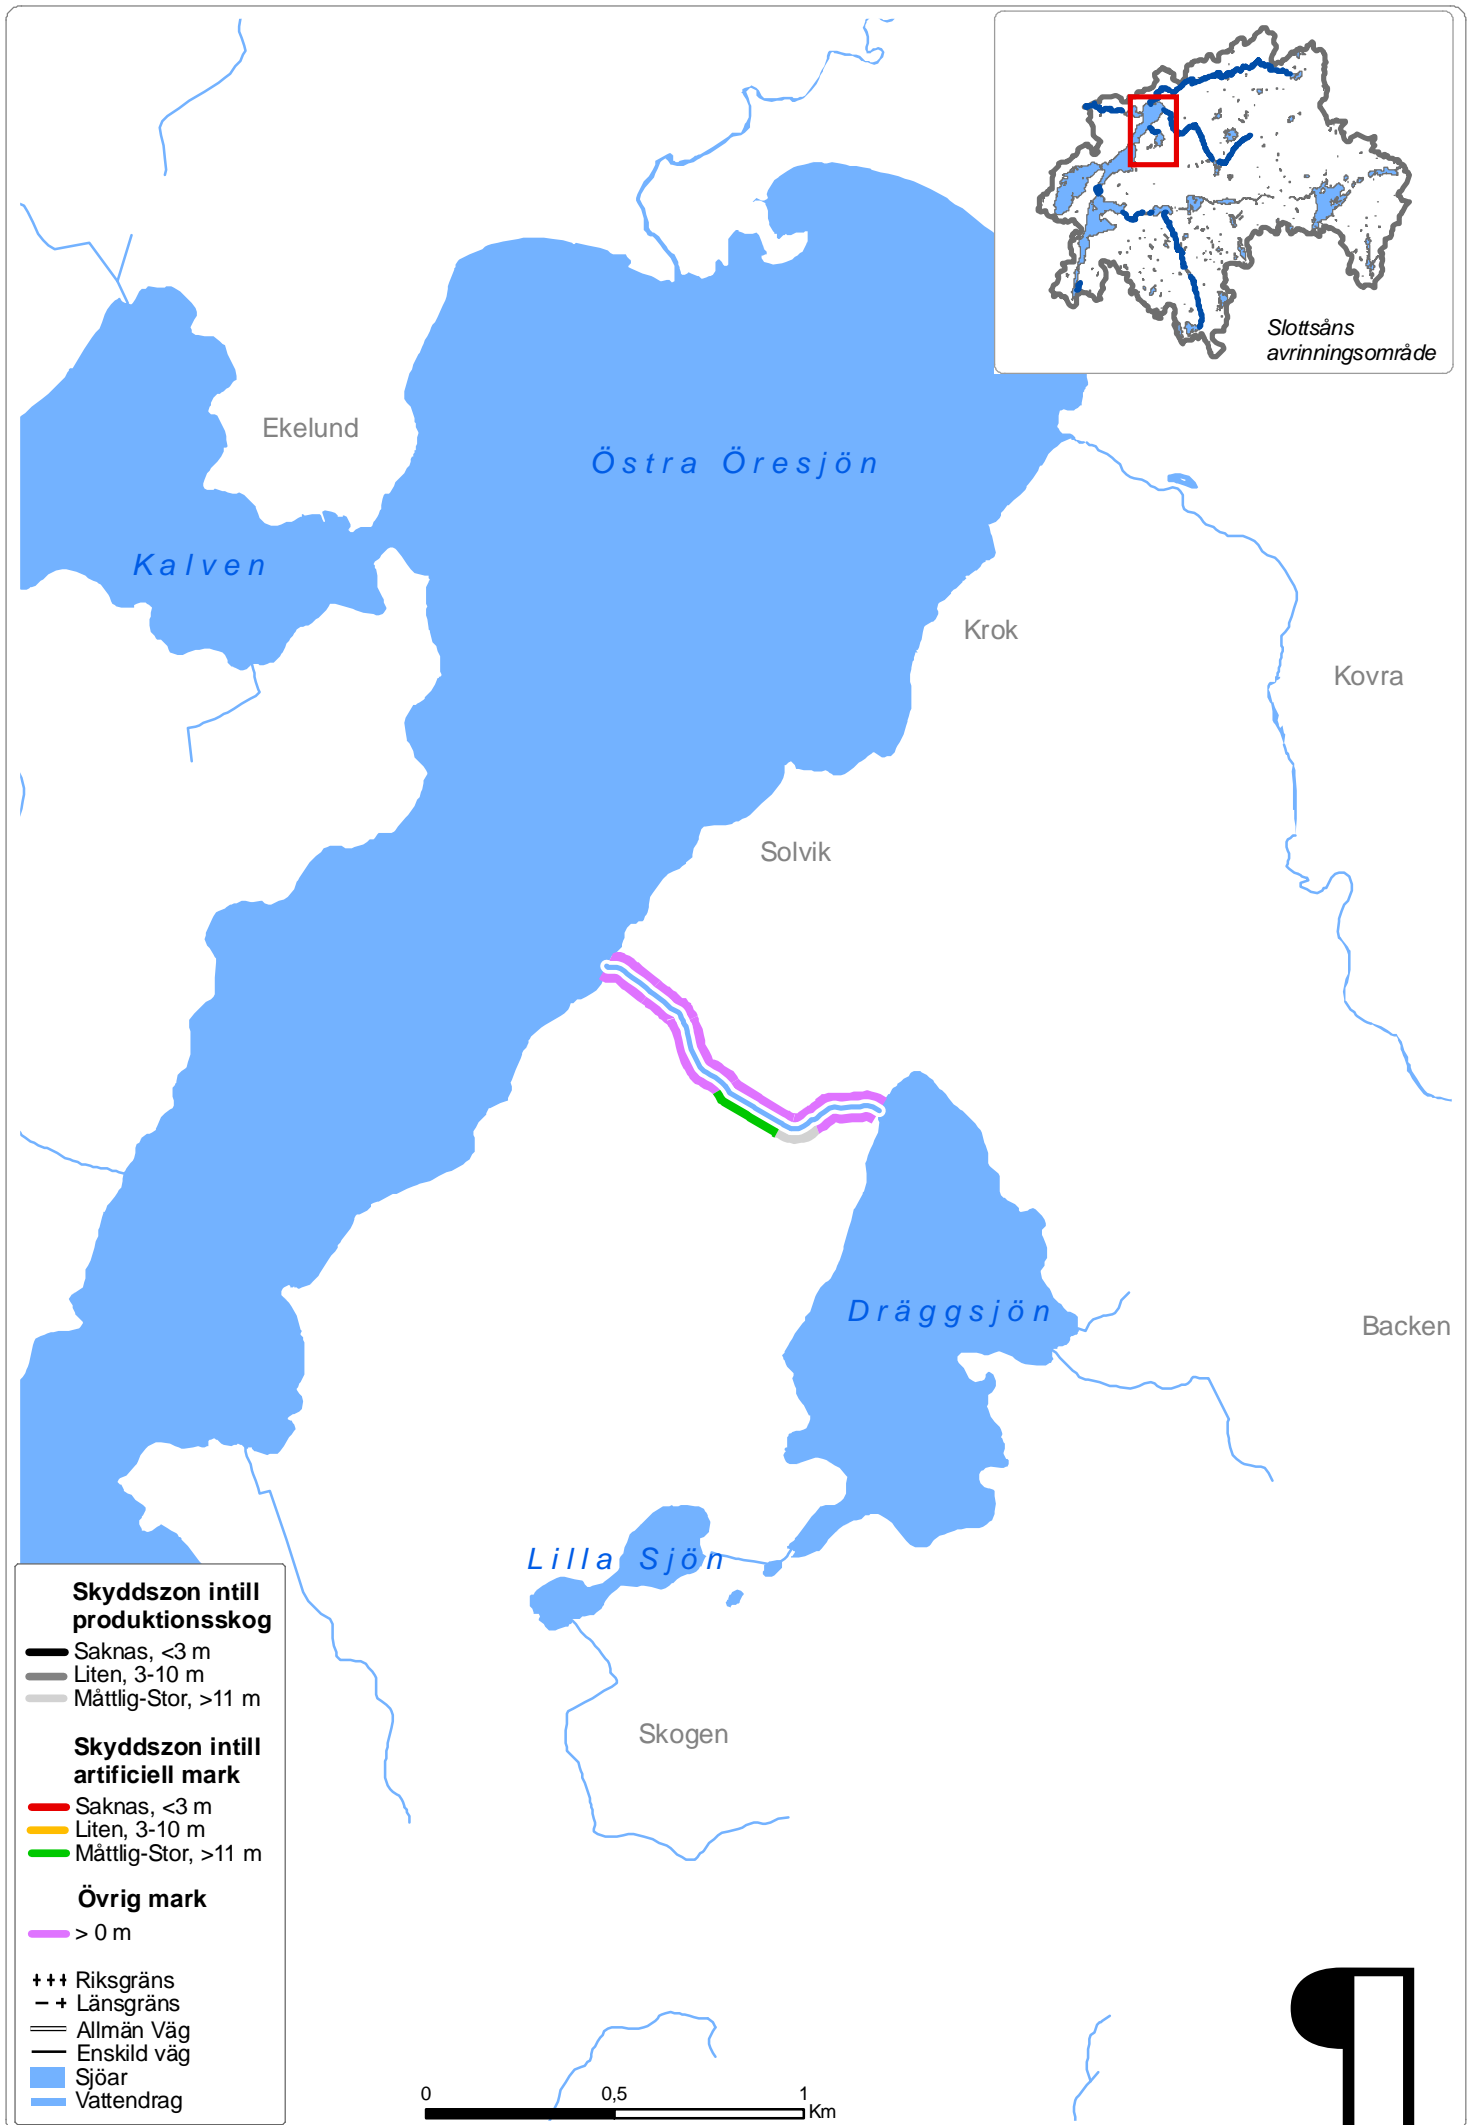 Slottsåns
avrinningsområde
Ekelund
Östra Öresjön
Kalven
Krok
Kovra
Solvik
Dräggsjön
Backen
Lilla Sjön
Skogen
Skyddszon intill
produktionsskog
Saknas, <3 m
Liten, 3-10 m
Måttlig-Stor, >11 m
Skyddszon intill
artificiell mark
Saknas, <3 m
Liten, 3-10 m
Måttlig-Stor, >11 m
Övrig mark
> 0 m
Riksgräns
Länsgräns
Allmän Väg
Enskild väg
Sjöar
Vattendrag
0 0,5 1
Km
¶